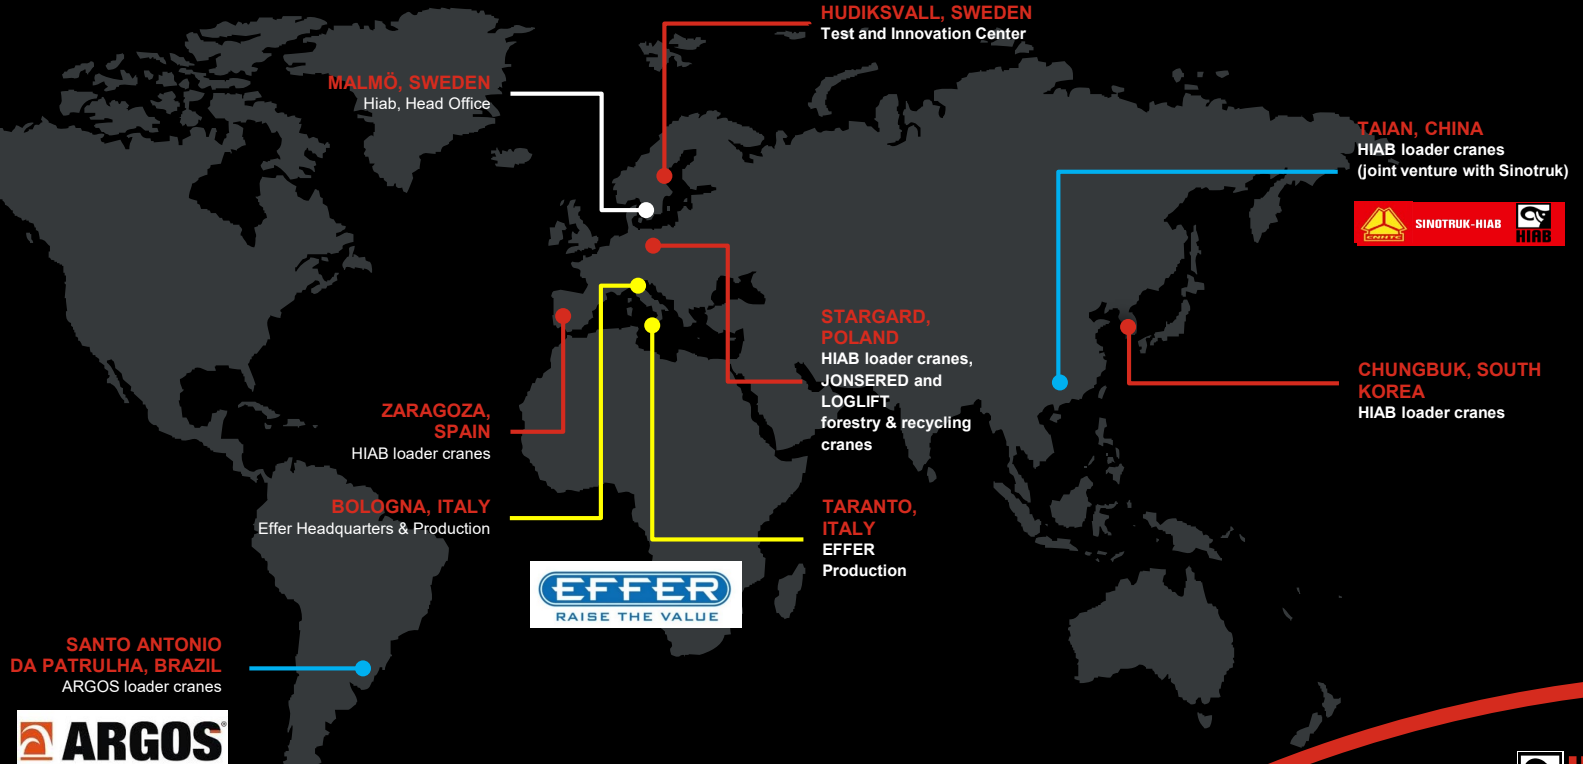 HUDIKSVALL, SWEDEN
Test and Innovation Center
MALMÖ, SWEDEN
Hiab, Head Office
TAIAN, CHINA
HIAB loader cranes
(joint venture with Sinotruk)
CNHTC
SINOTRUK-HIAB
HIAB
STARGARD,
POLAND
HIAB loader cranes,
JONSERED and
LOGLIFT
forestry & recycling
cranes
CHUNGBUK, SOUTH
KOREA
HIAB loader cranes
ZARAGOZA,
SPAIN
HIAB loader cranes
BOLOGNA, ITALY
Effer Headquarters & Production
TARANTO,
ITALY
EFFER
Production
EFFER
RAISE THE VALUE
SANTO ANTONIO
DA PATRULHA, BRAZIL
ARGOS loader cranes
ARGOS®